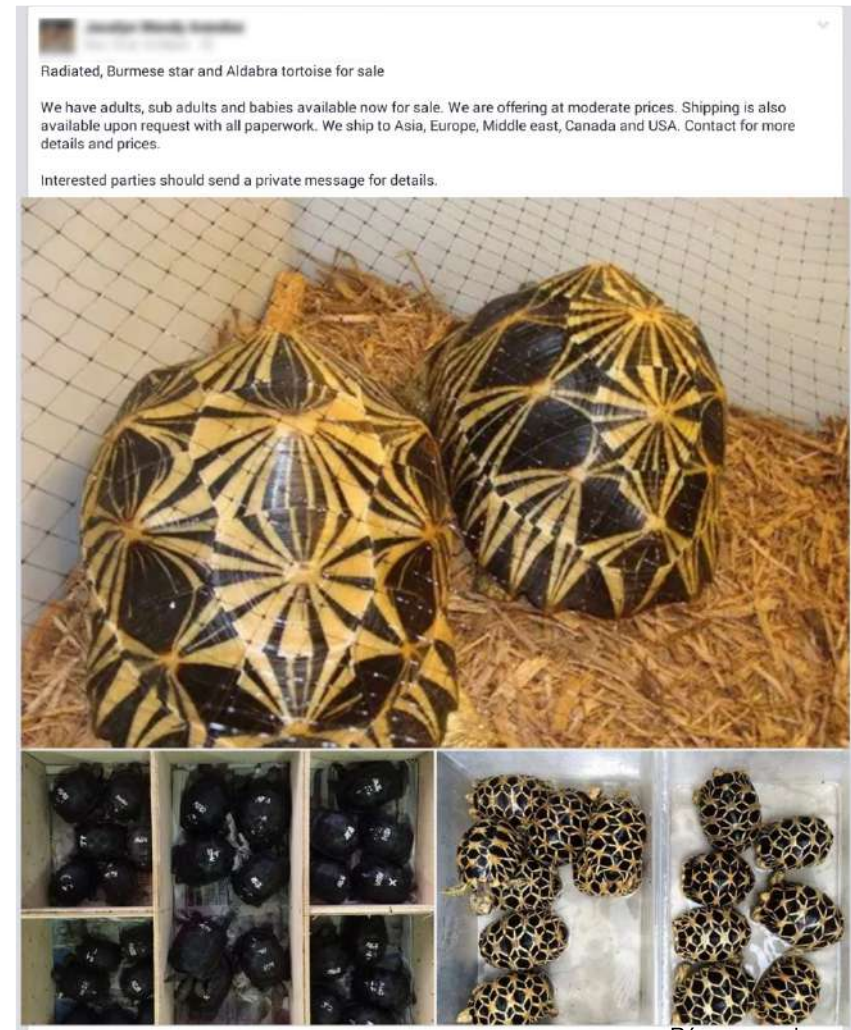 Radiated, Burmese star and Aldabra tortoise for sale
We have adults, sub adults and babies available now for sale. We are offering at moderate prices. Shipping is also
available upon request with all paperwork. We ship to Asia, Europe, Middle east, Canada and USA. Contact for more
details and prices.
Interested parties should send a private message for details.